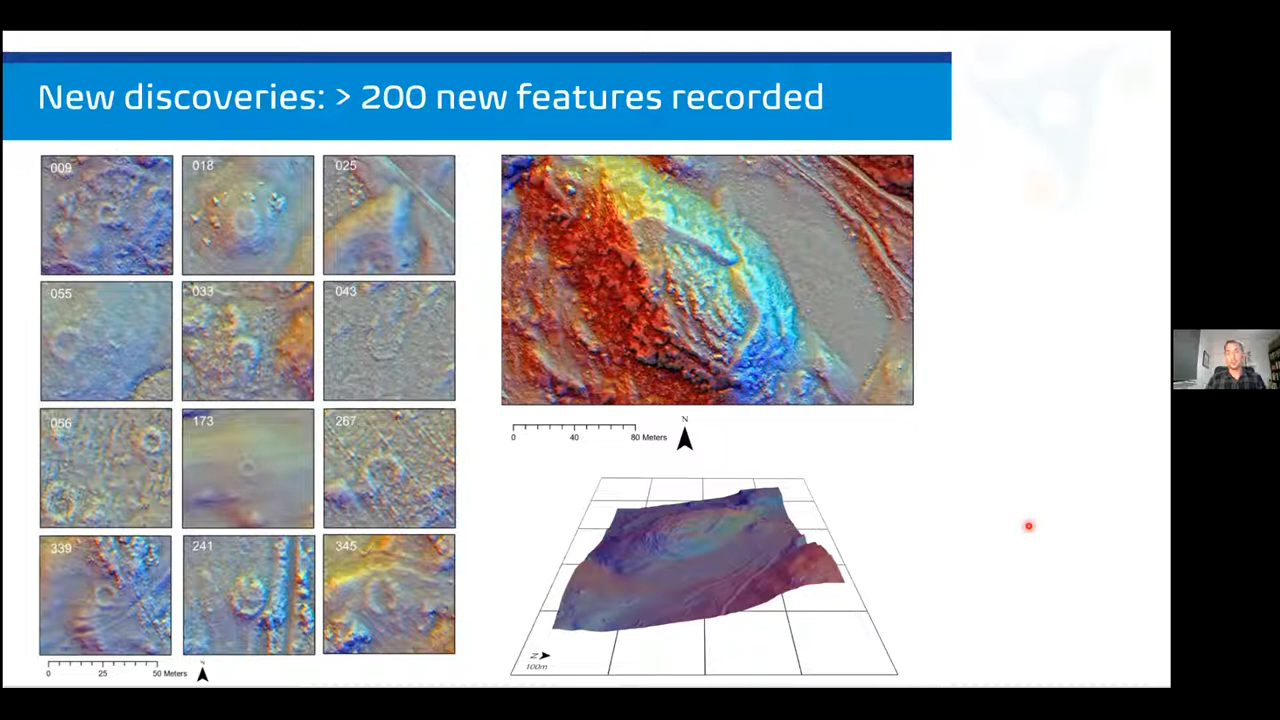 New discoveries: > 200 new features recorded
009
018
025
055
033
043
056
173
267
339
241
345
0 25 50 Meters
N
0 40 80 Meters
N
Z
100m